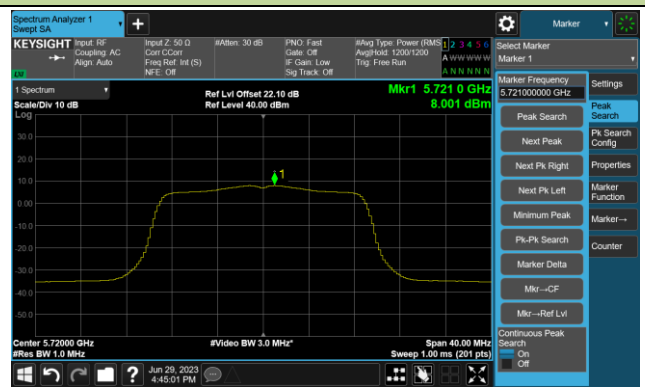 Spectrum Analyzer 1
Swept SA
+
Marker
KEYSIGHT
Input: RF
Coupling: AC
Align: Auto
Input Z: 50 Ω
CCorr CCorr
Freq Ref: Int (S)
NFE: Off
#Atten: 30 dB
PNO: Fast
Gate: Off
IF Gain: Low
Sig Track: Off
#Avg Type: Power (RMS
Avg|Hold: 1200/1200
Trig: Free Run
1 2 3 4 5 6
A W W W W W
A N N N N N
Select Marker
Marker 1
1 Spectrum
Scale/Div 10 dB
Log
Ref Lvl Offset 22.10 dB
Ref Level 40.00 dBm
Mkr1 5.721 0 GHz
8.001 dBm
30.0
20.0
10.0
0.00
-10.0
-20.0
-30.0
-40.0
-50.0
1
Center 5.72000 GHz
#Res BW 1.0 MHz
#Video BW 3.0 MHz*
Span 40.00 MHz
Sweep 1.00 ms (201 pts)
Marker Frequency
5.721000000 GHz
Peak Search
Next Peak
Next Pk Right
Next Pk Left
Minimum Peak
Pk-Pk Search
Marker Delta
Mkr→CF
Mkr→Ref Lvl
Continuous Peak
Search
On
Off
Settings
Peak
Search
Pk Search
Config
Properties
Marker
Function
Marker→
Counter
?
Jun 29, 2023
4:45:01 PM